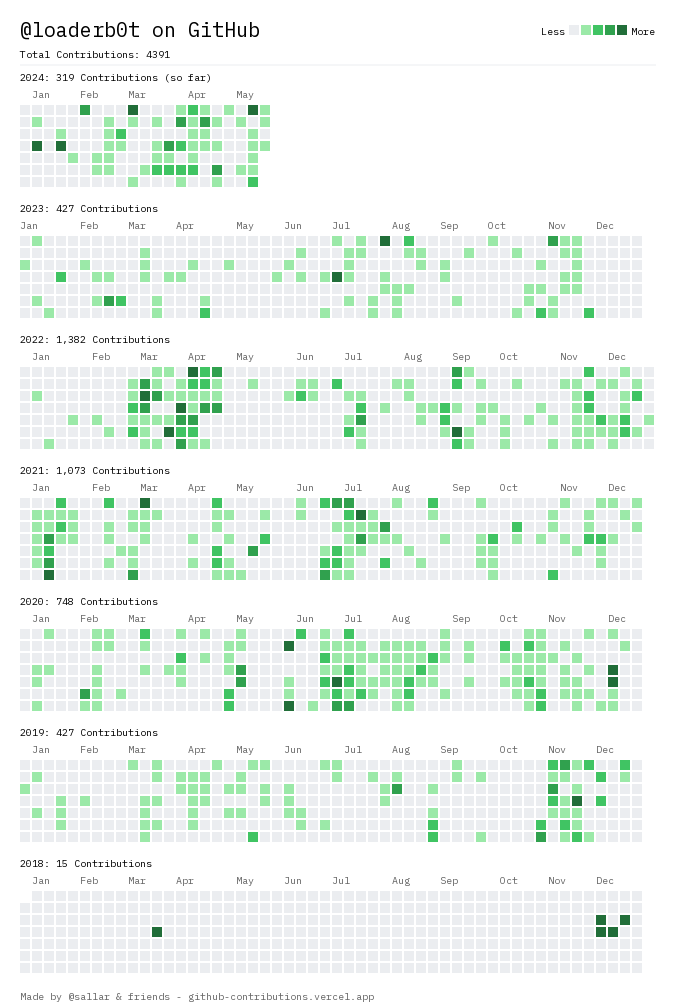 @loaderb0t on GitHub
Less More
Total Contributions: 4391
2024: 319 Contributions (so far)
Jan Feb Mar Apr May
2023: 427 Contributions
Jan Feb Mar Apr May Jun Jul Aug Sep Oct Nov Dec
2022: 1,382 Contributions
Jan Feb Mar Apr Jun Jul Aug Sep Oct Nov Dec
2021: 1,073 Contributions
Jan Feb Mar Apr May Jun Jul Aug Sep Oct Nov Dec
2020: 748 Contributions
Jan Feb Mar Apr May Jun Jul Aug Sep Oct Dec
2019: 427 Contributions
Jan Feb Mar Apr May Jun Jul Aug Sep Oct Nov Dec
2018: 15 Contributions
Jan Feb Mar Apr May Jun Jul Aug Sep Oct Nov Dec
Made by @sallar & friends - github-contributions.vercel.app